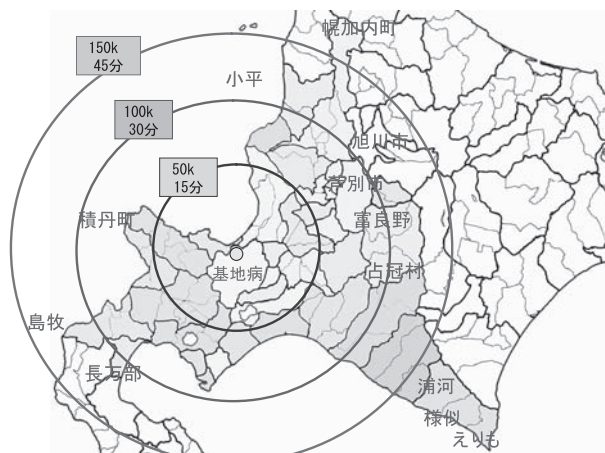 幌加内町
150k
45分
小平
100k
30分
旭川市
50k
15分
芦別市
積丹町
富良野
基地病
占冠村
島牧
長万部
浦河
様似
えりも